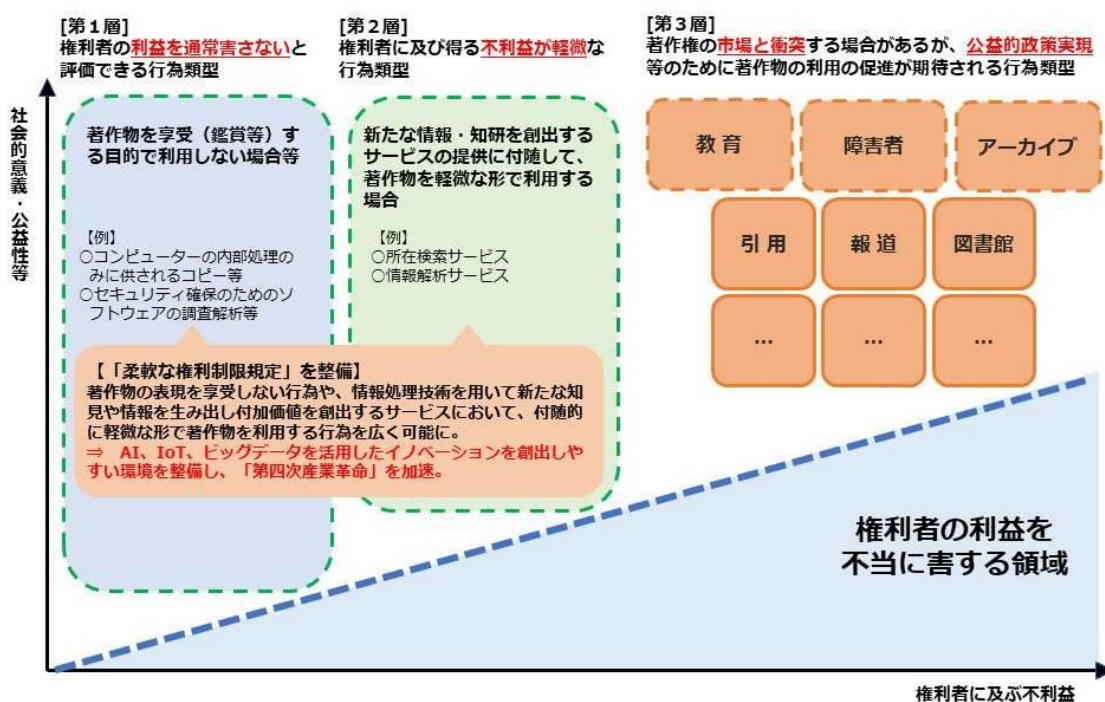 [第１層]
権利者の利益を通常害さないと
評価できる行為類型
[第２層]
権利者に及び得る不利益が軽微な
行為類型
[第３層]
著作権の市場と衝突する場合があるが、公益的政策実現
等のために著作物の利用の促進が期待される行為類型
社会的意義・公益性等
著作物を享受（鑑賞等）す
る目的で利用しない場合等
【例】
○コンピューターの内部処理の
みに供されるコピー等
○セキュリティ確保のためのソ
フトウェアの調査解析等
新たな情報・知研を創出する
サービスの提供に付随して、
著作物を軽微な形で利用する
場合
【例】
○所在検索サービス
○情報解析サービス
教 育
障害者
アーカイブ
引 用
報 道
図書館
…
…
…
【「柔軟な権利制限規定」を整備】
著作物の表現を享受しない行為や、情報処理技術を用いて新たな知
見や情報を生み出し付加価値を創出するサービスにおいて、付随的
に軽微な形で著作物を利用する行為を広く可能に。
⇒　AI、IoT、ビッグデータを活用したイノベーションを創出しや
すい環境を整備し、「第四次産業革命」を加速。
権利者の利益を
不当に害する領域
権利者に及ぶ不利益